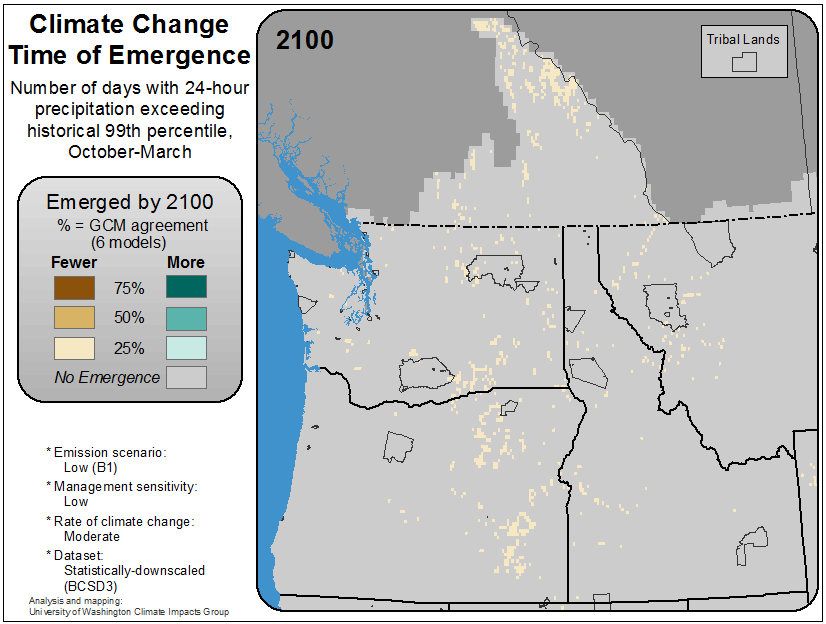 Climate Change
Time of Emergence
Number of days with 24-hour
precipitation exceeding
historical 99th percentile,
October-March
Emerged by 2100
% = GCM agreement
(6 models)
Fewer More
75%
50%
25%
No Emergence
* Emission scenario:
Low (B1)
* Management sensitivity:
Low
* Rate of climate change:
Moderate
* Dataset:
Statistically-downscaled
(BCSD3)
Analysis and mapping:
University of Washington Climate Impacts Group
2100
Tribal Lands